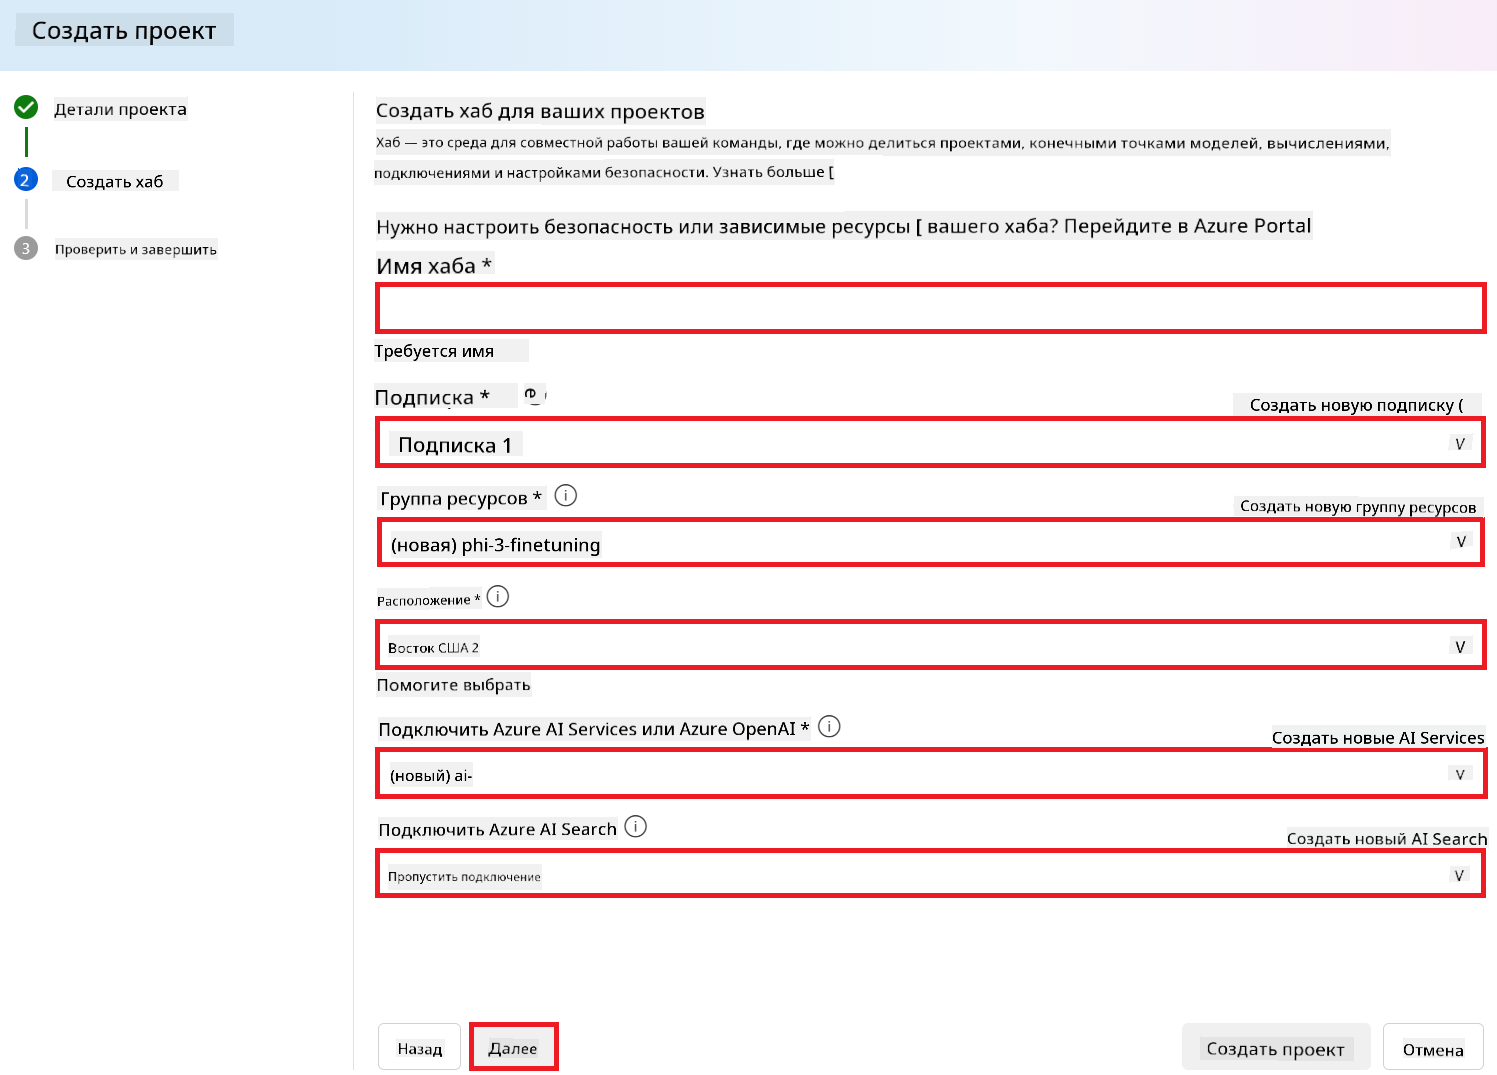 Создать проект
Детали проекта
2
Создать хаб
3
Проверить и завершить
Создать хаб для ваших проектов
Хаб — это среда для совместной работы вашей команды, где можно делиться проектами, конечными точками моделей, вычислениями,
подключениями и настройками безопасности. Узнать больше [
Нужно настроить безопасность или зависимые ресурсы [ вашего хаба? Перейдите в Azure Portal
Имя хаба *
Требуется имя
Подписка *
Создать новую подписку (
Подписка 1
V
Группа ресурсов * i
Создать новую группу ресурсов
(новая) phi-3-finetuning
V
Расположение * i
Восток США 2
V
Помогите выбрать
Подключить Azure AI Services или Azure OpenAI * i
Создать новые AI Services
(новый) ai-
V
Подключить Azure AI Search i
Создать новый AI Search
Пропустить подключение
V
Назад
Далее
Создать проект
Отмена